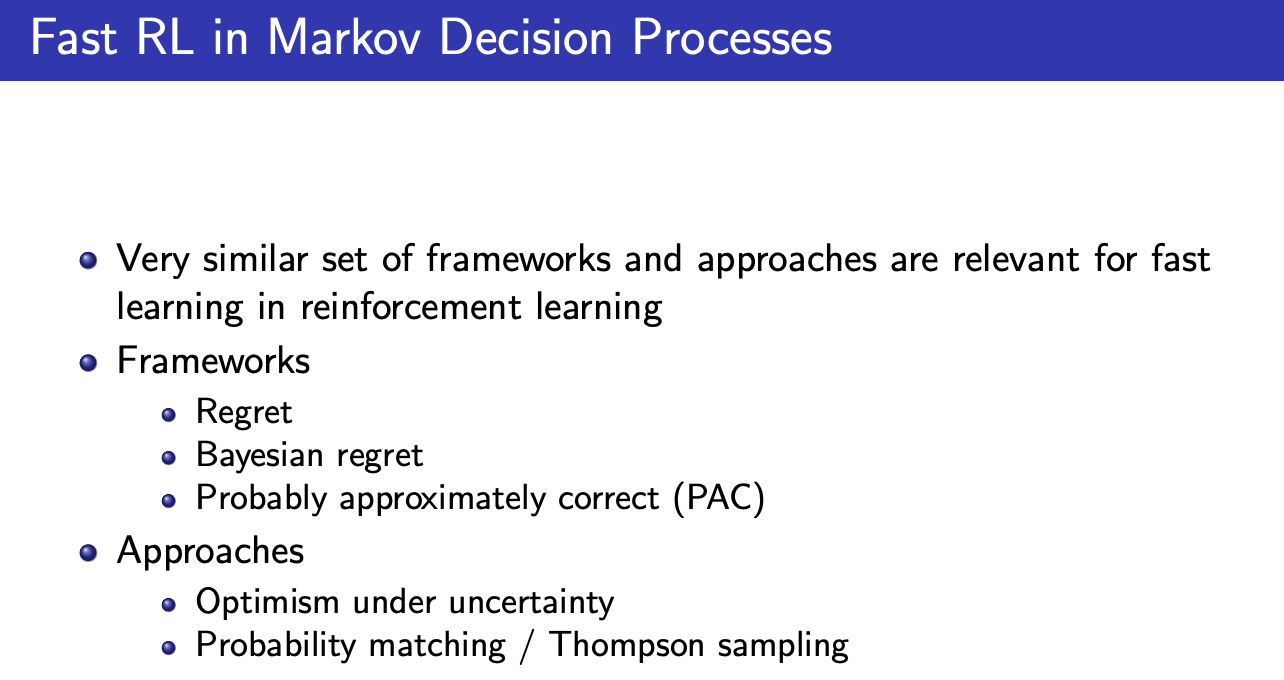 Fast RL in Markov Decision Processes
Very similar set of frameworks and approaches are relevant for fast
learning in reinforcement learning
Frameworks
Regret
Bayesian regret
Probably approximately correct (PAC)
Approaches
Optimism under uncertainty
Probability matching / Thompson sampling